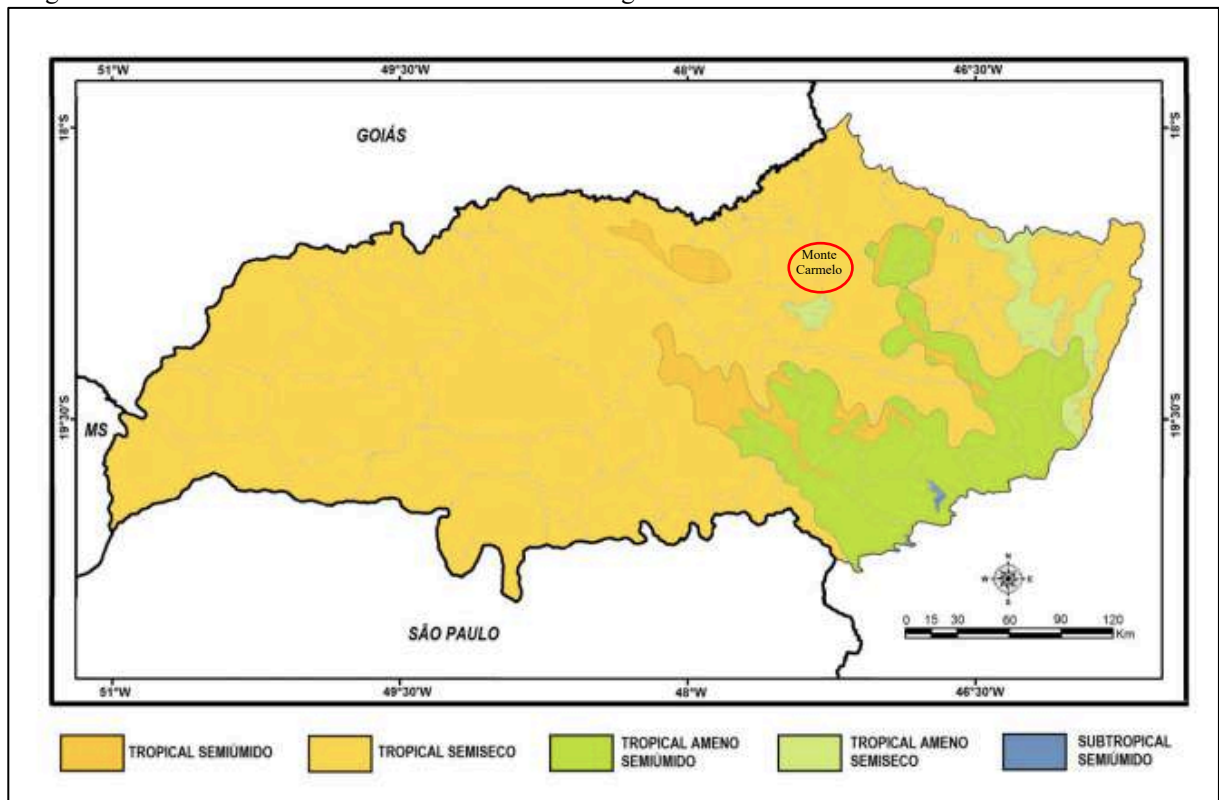 51°W 49°30'W 48°W 46°30'W
18°S
18°S
GOIÁS
Monte
Carmelo
19°30'S
19°30'S
MS
N
W E
S
0 15 30 60 90 120
Km
SÃO PAULO
51°W 49°30'W 48°W 46°30'W
TROPICAL SEMIÚMIDO
TROPICAL SEMISECO
TROPICAL AMENO
SEMIÚMIDO
TROPICAL AMENO
SEMISECO
SUBTROPICAL
SEMIÚMIDO